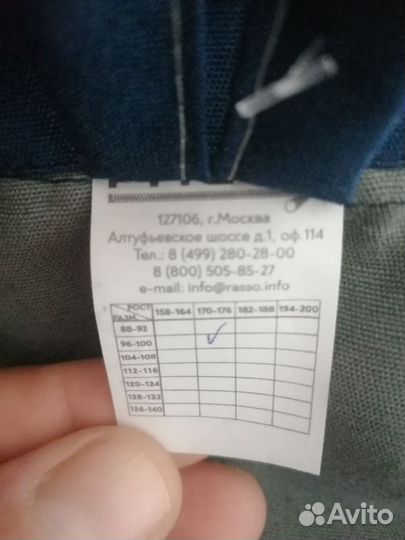 127106, г.Москва
Алтуфьевское шоссе д.1, оф.114
Тел.: 8 (499) 280-28-00
8 (800) 505-85-27
e-mail: info@rasso.info
РОСТ 158-164 170-176 182-188 194-200
РАЗМ.
88-92
96-100 ✓
104-108
112-116
120-124
128-132
136-140
Avito